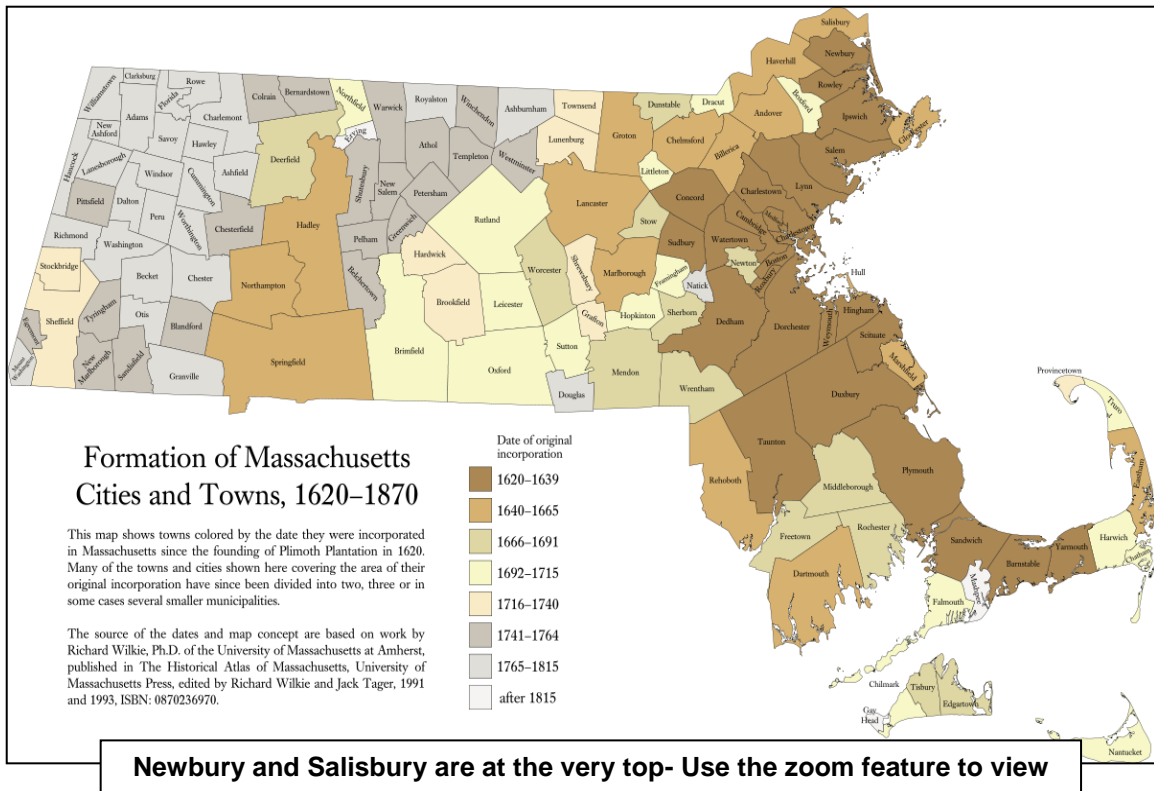 Salisbury
Newbury
Haverhill
Rowley
Ipswich
Gloucester
Salem
Lynn
Andover
Boxford
Dracut
Dunstable
Chelmsford
Billerica
Groton
Townsend
Lunenburg
Littleton
Ashburnham
Winchendon
Royalston
Warwick
Northfield
Erving
Bernardstown
Colrain
Rowe
Clarksburg
Florida
Williamstown
Adams
Charlemont
New
Ashford
Savoy
Hawley
Hancock
Lanesborough
Windsor
Cummington
Ashfield
Deerfield
Pittsfield
Dalton
Peru
Worthington
Chesterfield
Hadley
Richmond
Washington
Stockbridge
Becket
Chester
Northampton
Sheffield
Tyringham
Otis
Blandford
Egremont
Mount
Washington
New
Marlborough
Sandisfield
Granville
Springfield
Athol
Templeton
Westminster
Shutesbury
New
Salem
Petersham
Pelham
Greenwich
Belchertown
Hardwick
Rutland
Lancaster
Brookfield
Worcester
Shrewsbury
Leicester
Brimfield
Oxford
Sutton
Grafton
Douglas
Stow
Marlborough
Hopkinton
Framingham
Sherborn
Natick
Mendon
Wrentham
Concord
Sudbury
Charlestown
Cambridge
Watertown
Charlestown
Newton
Boston
Roxbury
Dedham
Dorchester
Weymouth
Hull
Hingham
Scituate
Marshfield
Duxbury
Taunton
Rehoboth
Plymouth
Middleborough
Freetown
Rochester
Dartmouth
Sandwich
Barnstable
Yarmouth
Mashpee
Falmouth
Harwich
Chatham
Eastham
Truro
Provincetown
Chilmark
Tisbury
Edgartown
Gay
Head
Nantucket
Formation of Massachusetts
Cities and Towns, 1620–1870
This map shows towns colored by the date they were incorporated
in Massachusetts since the founding of Plimoth Plantation in 1620.
Many of the towns and cities shown here covering the area of their
original incorporation have since been divided into two, three or in
some cases several smaller municipalities.
The source of the dates and map concept are based on work by
Richard Wilkie, Ph.D. of the University of Massachusetts at Amherst,
published in The Historical Atlas of Massachusetts, University of
Massachusetts Press, edited by Richard Wilkie and Jack Tager, 1991
and 1993, ISBN: 0870236970.
Date of original
incorporation
1620–1639
1640–1665
1666–1691
1692–1715
1716–1740
1741–1764
1765–1815
after 1815
Newbury and Salisbury are at the very top- Use the zoom feature to view